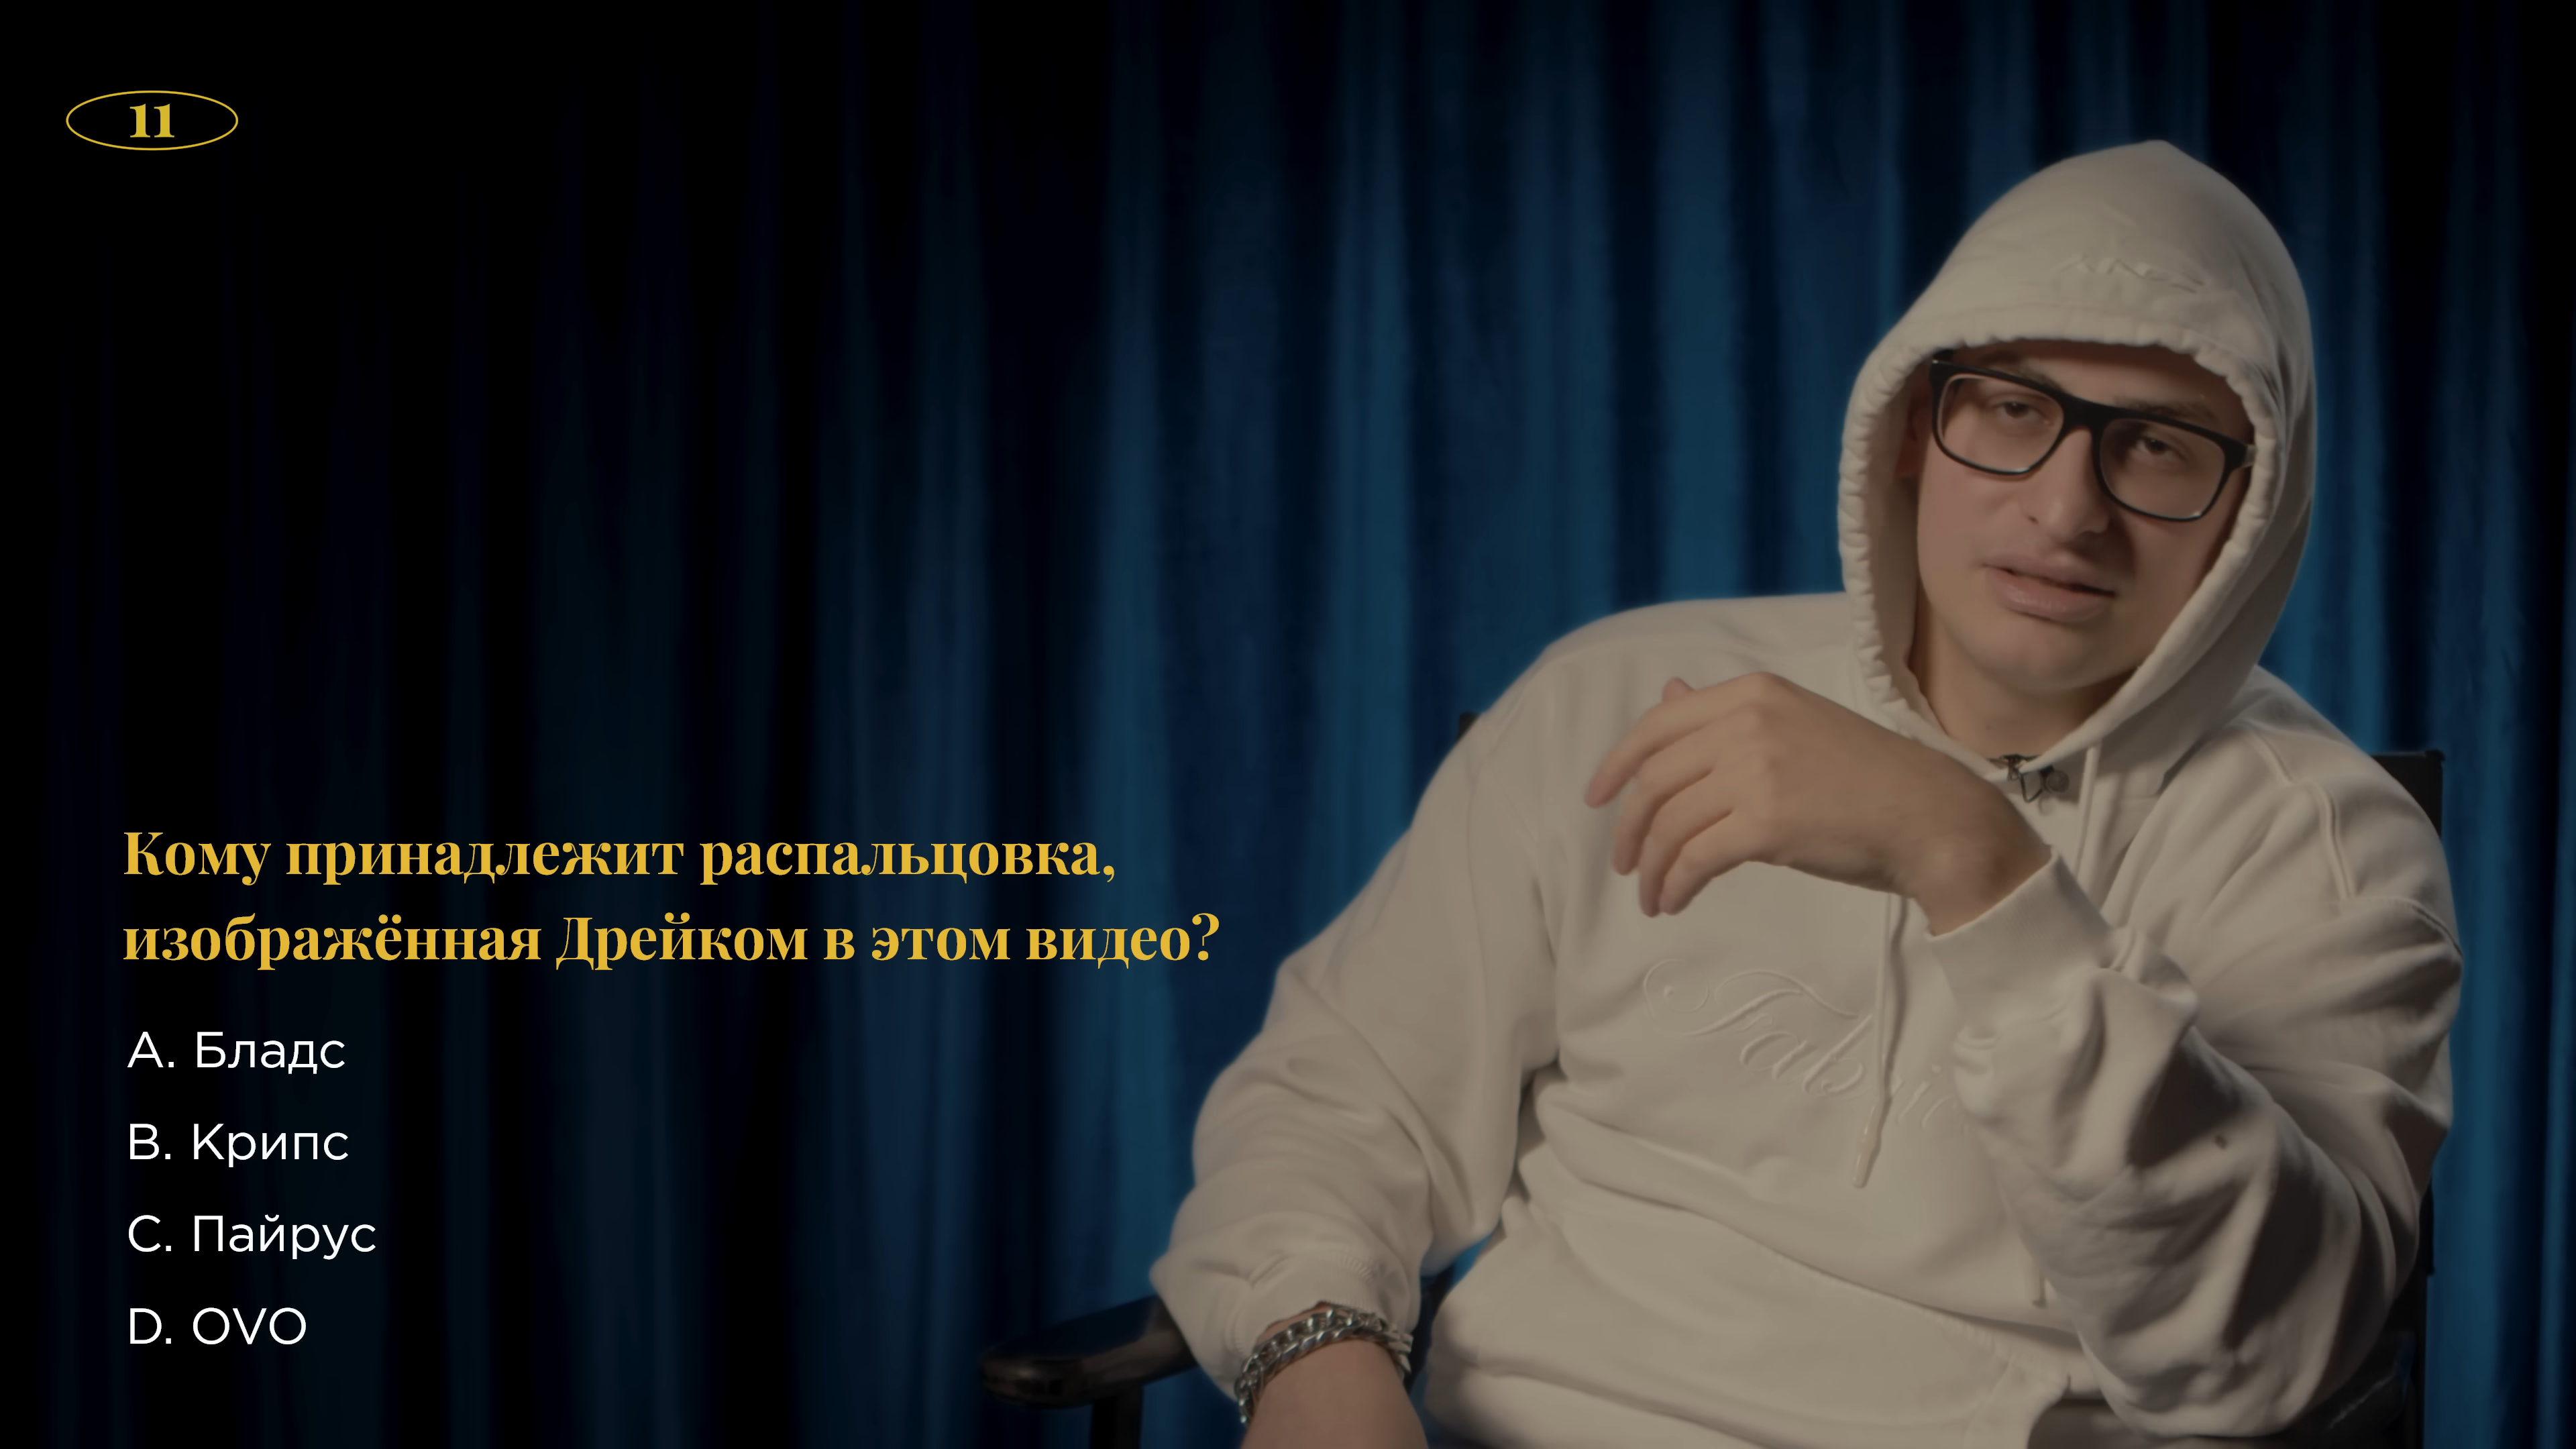 11
Кому принадлежит распальцовка,
изображённая Дрейком в этом видео?
A. Бладс
B. Крипс
C. Пайрус
D. OVO